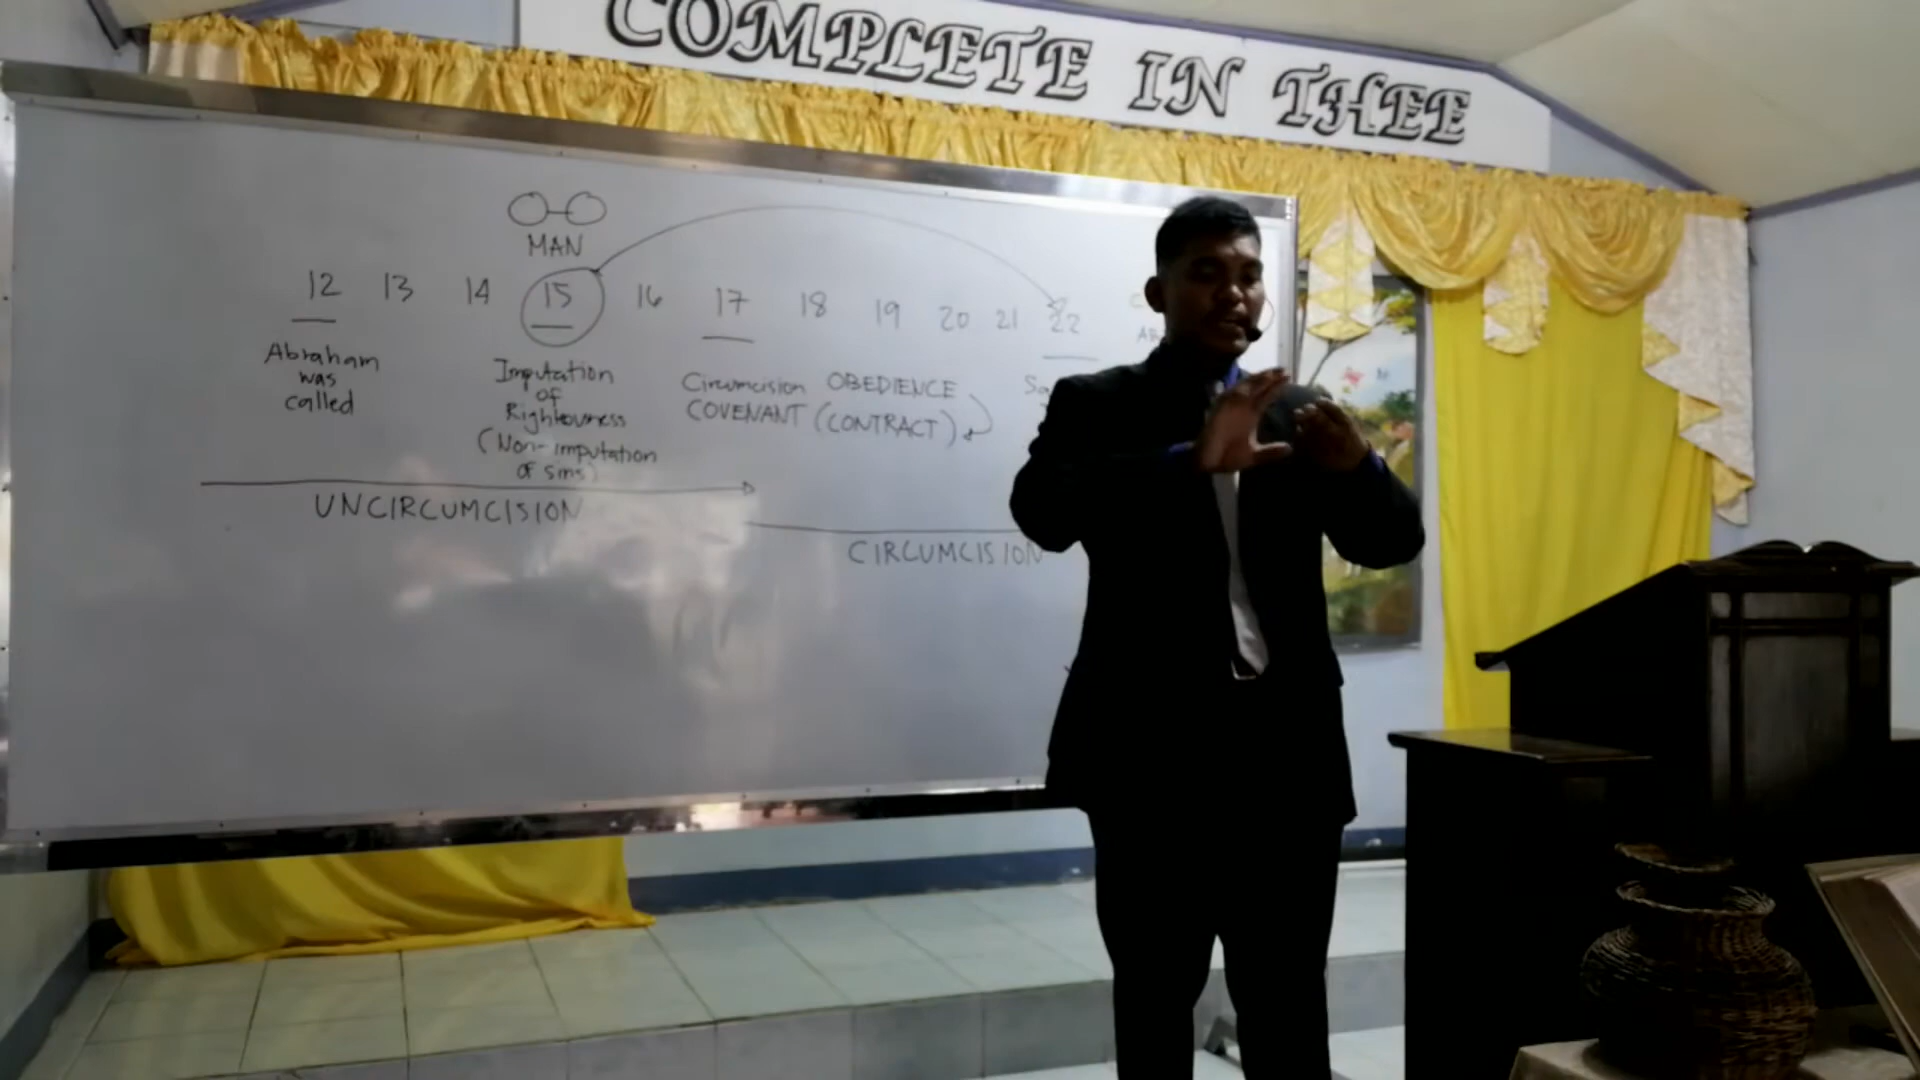 COMPLETE IN THEE
MAN
12 13 14 15 16 17 18 19 20 21 22
Abraham
was
called
Imputation
of
Righteousness
(Non-imputation
of sins)
Circumcision OBEDIENCE
COVENANT (CONTRACT)
UNCIRCUMCISION
CIRCUMCISION